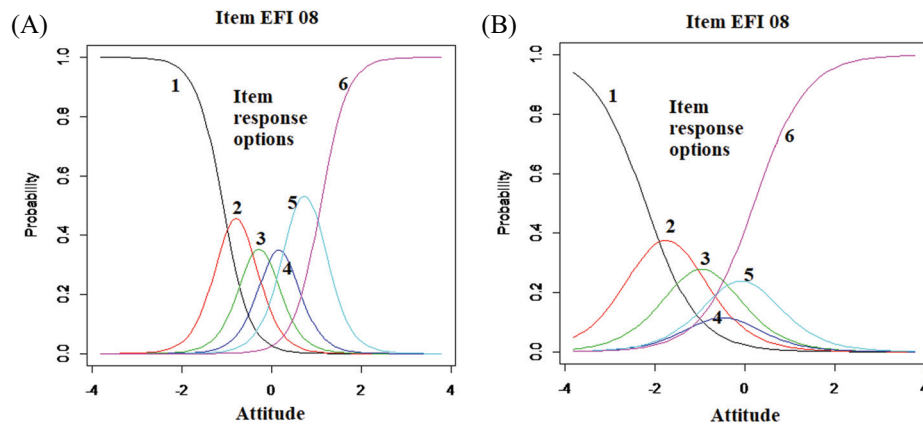 (A)
Item EFI 08
1.0
0.8
0.6
0.4
0.2
0.0
Probability
1
Item
response
options
6
2
3
4
5
-4
-2
0
2
4
Attitude
(B)
Item EFI 08
1.0
0.8
0.6
0.4
0.2
0.0
Probability
1
Item
response
options
6
2
3
4
5
-4
-2
0
2
4
Attitude